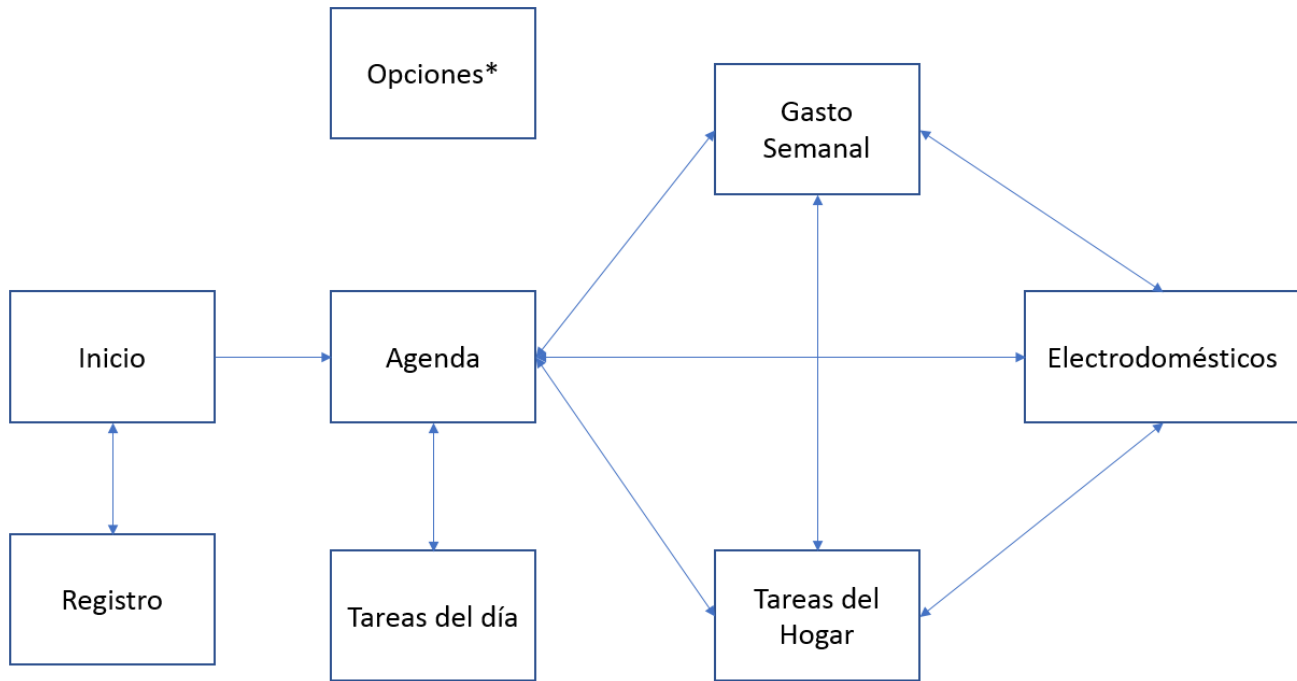 Opciones*
Gasto
Semanal
Inicio
Agenda
Electrodomésticos
Registro
Tareas del día
Tareas del
Hogar